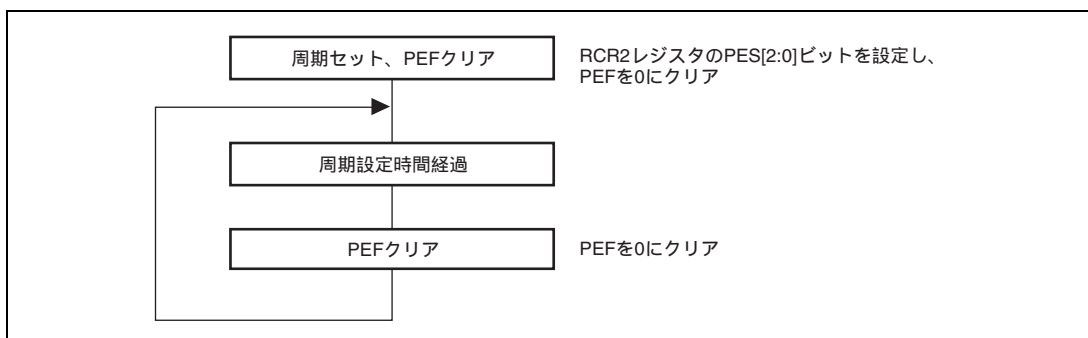 周期セット、PEFクリア
RCR2レジスタのPES[2:0]ビットを設定し、
PEFを0にクリア
周期設定時間経過
PEFクリア
PEFを0にクリア